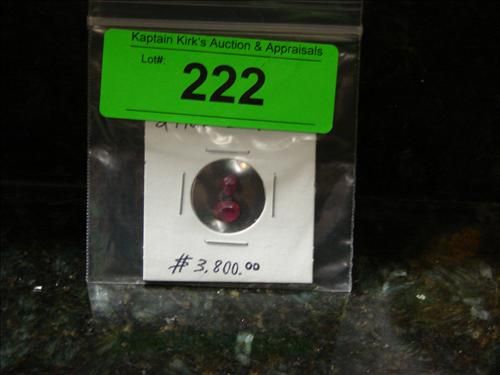 Kaptain Kirk's Auction & Appraisals
Lot#: 222
#3,800.00